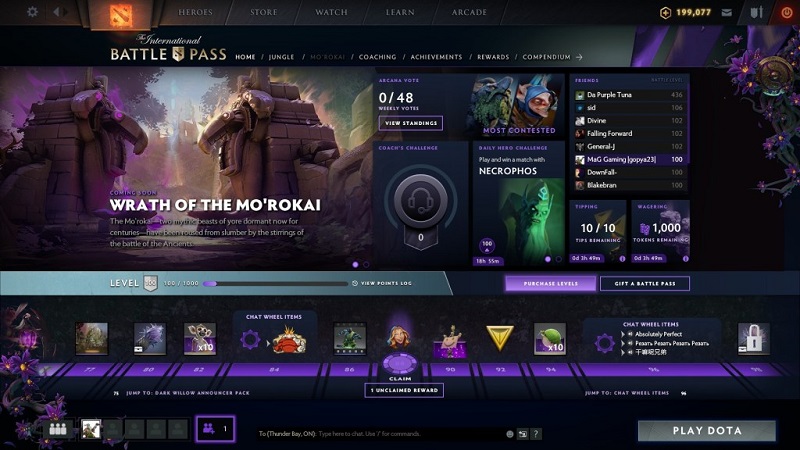 HEROES
STORE
WATCH
LEARN
ARCADE
199,077
The International
BATTLE PASS
HOME / JUNGLE / MO'ROKAI / COACHING / ACHIEVEMENTS / REWARDS / COMPENDIUM
COMING SOON
WRATH OF THE MO'ROKAI
The Mo'rokai—two mythic beasts of yore dormant now for
centuries—have been roused from slumber by the stirrings
of the battle of the Ancients.
ARCANA VOTE
0/48
WEEKLY VOTES
VIEW STANDINGS
MOST CONTESTED
COACH'S CHALLENGE
0
DAILY HERO CHALLENGE
Play and win a match with
NECROPHOS
100
18h 55m
FRIENDS
BATTLE LEVEL
Da Purple Tuna 436
sid 106
Divine 102
Falling Forward 102
General-J 102
MaG Gaming |gopya23| 100
DownFall- 100
Blakebran 100
TIPPING
10 / 10
TIPS REMAINING
0d 3h 49m
WAGERING
1,000
TOKENS REMAINING
0d 3h 49m
LEVEL
100
100 / 1000
VIEW POINTS LOG
PURCHASE LEVELS
GIFT A BATTLE PASS
CHAT WHEEL ITEMS
x10
x10
CHAT WHEEL ITEMS
Absolutely Perfect
Резать Резать Резать Резать
干嘛呢兄弟
77
80
82
84
86
CLAIM
90
92
94
96
98
75 JUMP TO: DARK WILLOW ANNOUNCER PACK
1 UNCLAIMED REWARD
JUMP TO: CHAT WHEEL ITEMS 96
1
To (Thunder Bay, ON): Type here to chat. Use '/' for commands.
?
PLAY DOTA